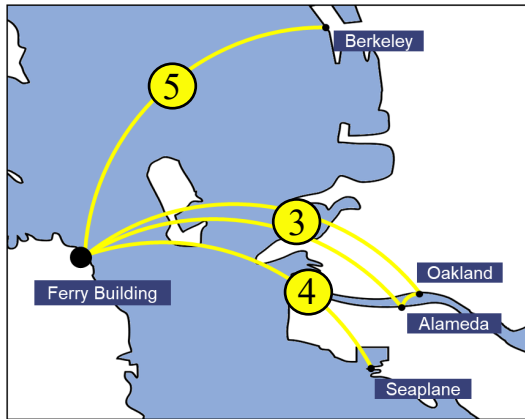 Berkeley
5
3
Oakland
Ferry Building
4
Alameda
Seaplane